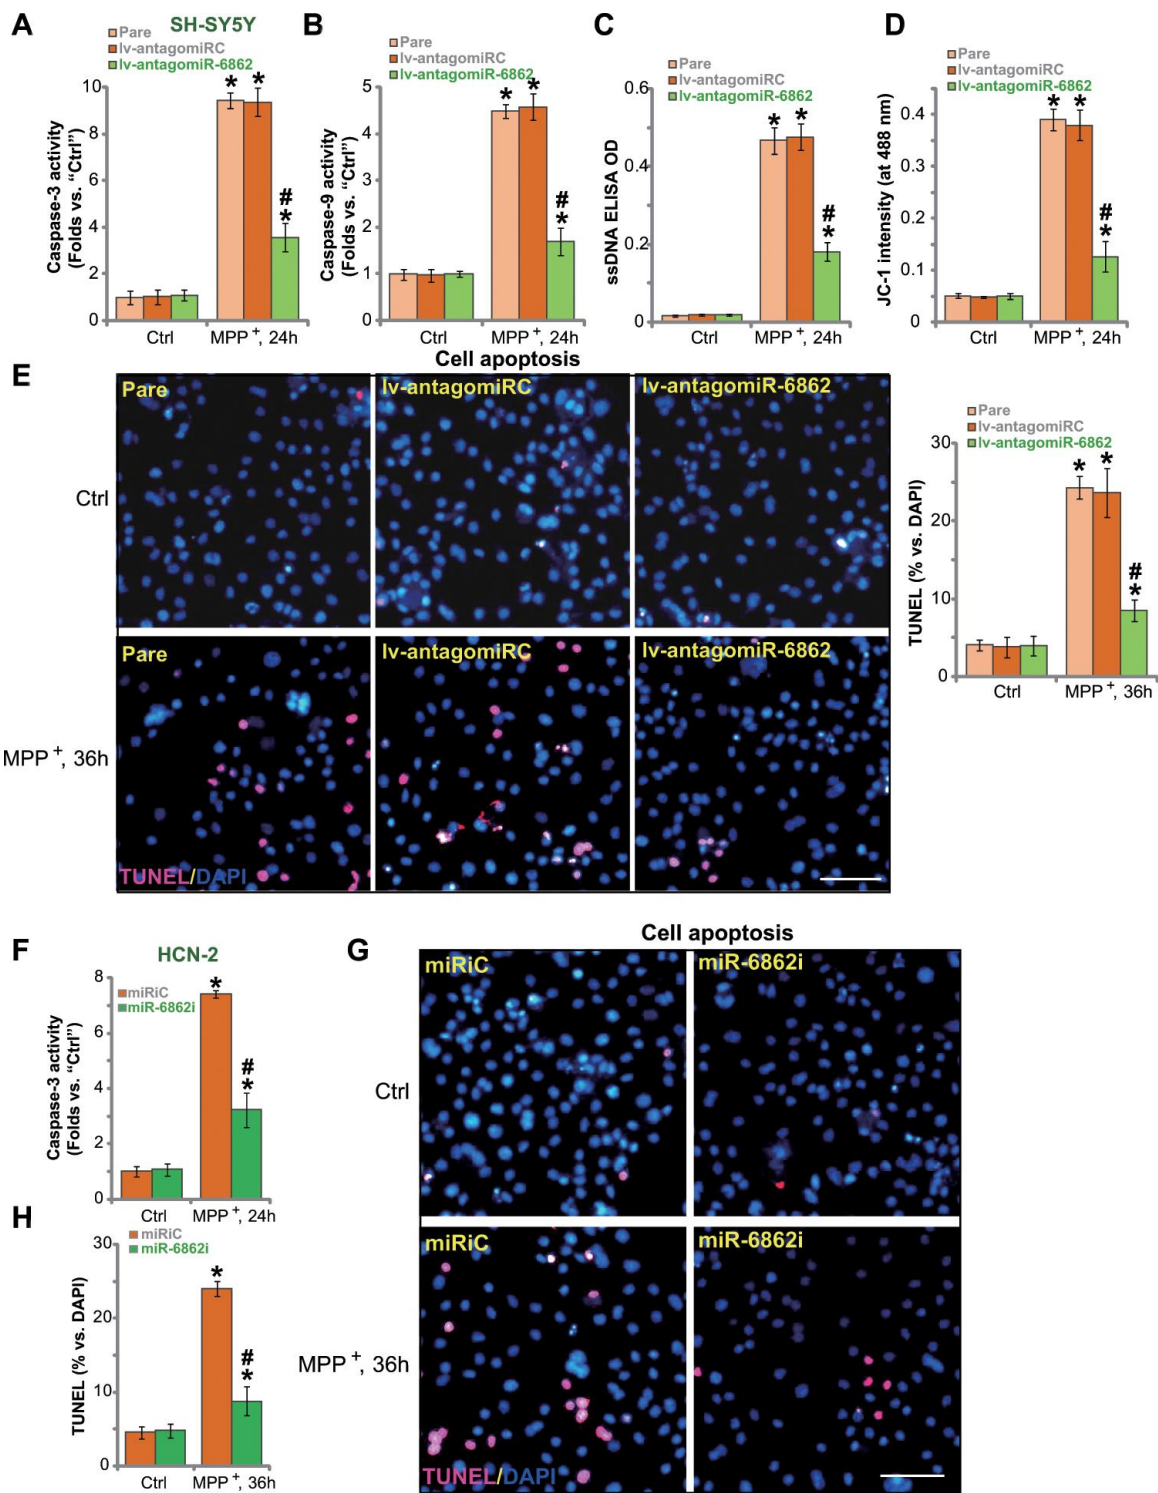 A
SH-SY5Y
Pare
lv-antagomiRC
lv-antagomiR-6862
Caspase-3 activity
(Folds vs. “Ctrl”)
10
8
6
4
2
0
* *
#
*
Ctrl MPP+, 24h
B
Pare
lv-antagomiRC
lv-antagomiR-6862
Caspase-9 activity
(Folds vs. “Ctrl”)
5
4
3
2
1
0
* *
#
*
Ctrl MPP+, 24h
C
Pare
lv-antagomiRC
lv-antagomiR-6862
ssDNA ELISA OD
0.6
0.4
0.2
0
* *
#
*
Ctrl MPP+, 24h
D
Pare
lv-antagomiRC
lv-antagomiR-6862
JC-1 intensity (at 488 nm)
0.4
0.3
0.2
0.1
0
* *
#
*
Ctrl MPP+, 24h
E
Cell apoptosis
Pare lv-antagomiRC lv-antagomiR-6862
Ctrl
Pare lv-antagomiRC lv-antagomiR-6862
MPP+, 36h
TUNEL/DAPI
Pare
lv-antagomiRC
lv-antagomiR-6862
TUNEL (% vs. DAPI)
30
20
10
0
* *
#
*
Ctrl MPP+, 36h
F
HCN-2
miRiC
miR-6862i
Caspase-3 activity
(Folds vs. “Ctrl”)
8
6
4
2
0
*
#
*
Ctrl MPP+, 24h
G
Cell apoptosis
miRiC miR-6862i
Ctrl
miRiC miR-6862i
MPP+, 36h
TUNEL/DAPI
H
miRiC
miR-6862i
TUNEL (% vs. DAPI)
30
20
10
0
*
#
*
Ctrl MPP+, 36h